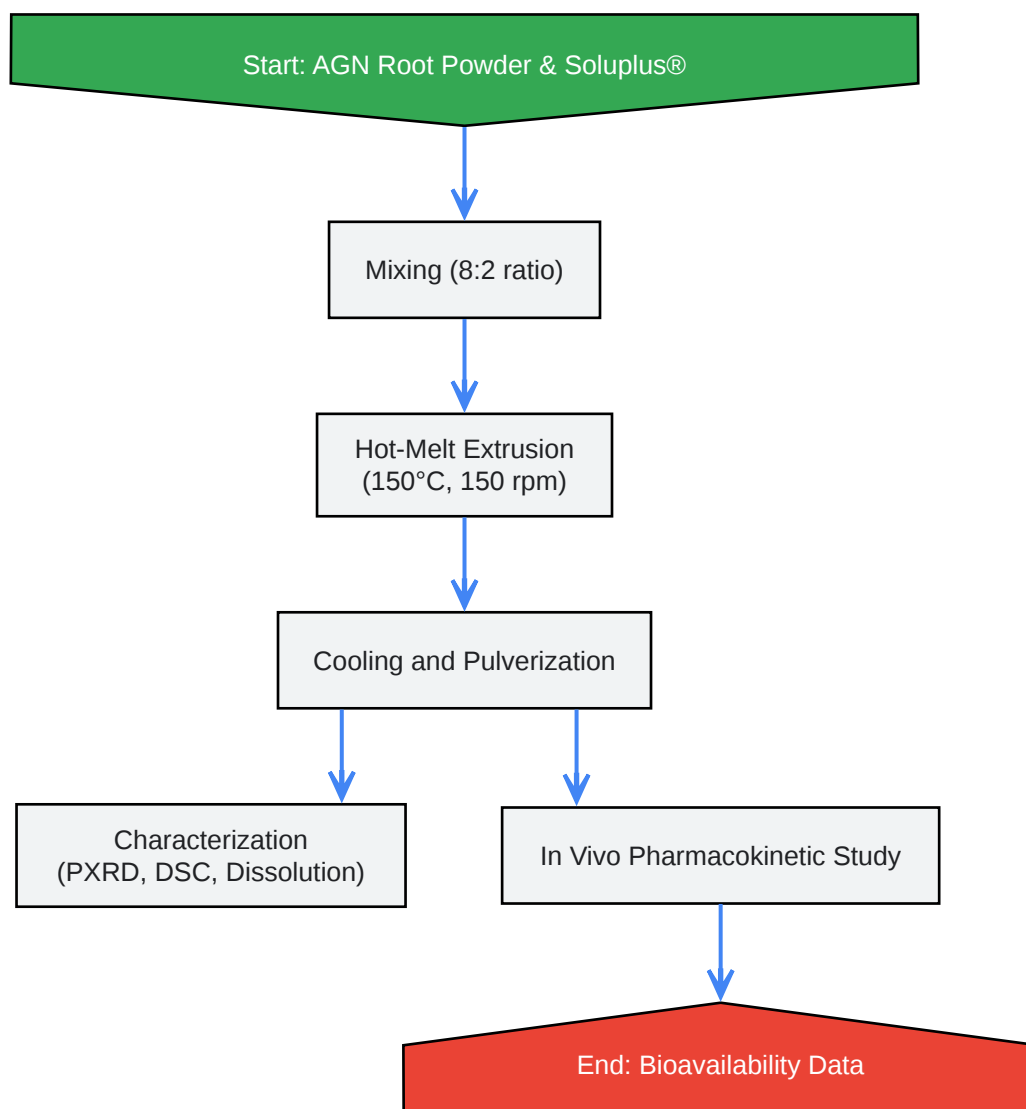 Start: AGN Root Powder & Soluplus®
Mixing (8:2 ratio)
Hot-Melt Extrusion
(150°C, 150 rpm)
Cooling and Pulverization
Characterization
(PXRD, DSC, Dissolution)
In Vivo Pharmacokinetic Study
End: Bioavailability Data